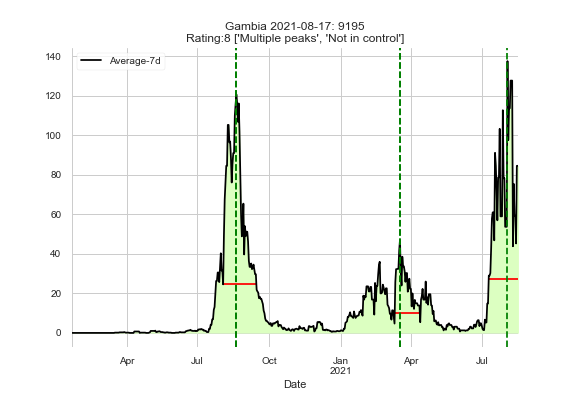 Gambia 2021-08-17: 9195
Rating:8 ['Multiple peaks', 'Not in control']
Average-7d
140
120
100
80
60
40
20
0
Apr Jul Oct Jan Apr Jul
2021
Date